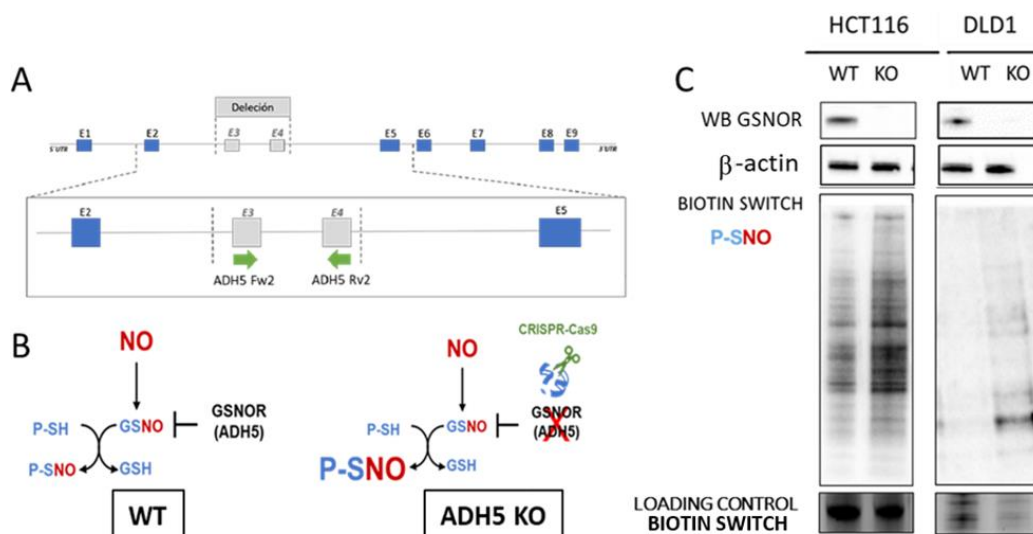 A
Deleción
E1 E2 E3 E4 E5 E6 E7 E8 E9
5'UTR 3'UTR
E2 E3 E4 E5
ADH5 Fw2 ADH5 Rv2
B
NO
P-SH GSNO GSNOR
(ADH5)
P-SNO GSH
WT
CRISPR-Cas9
NO
P-SH GSNO GSNOR
(ADH5)
P-SNO GSH
ADH5 KO
C
HCT116 DLD1
WT KO WT KO
WB GSNOR
β-actin
BIOTIN SWITCH
P-SNO
LOADING CONTROL
BIOTIN SWITCH